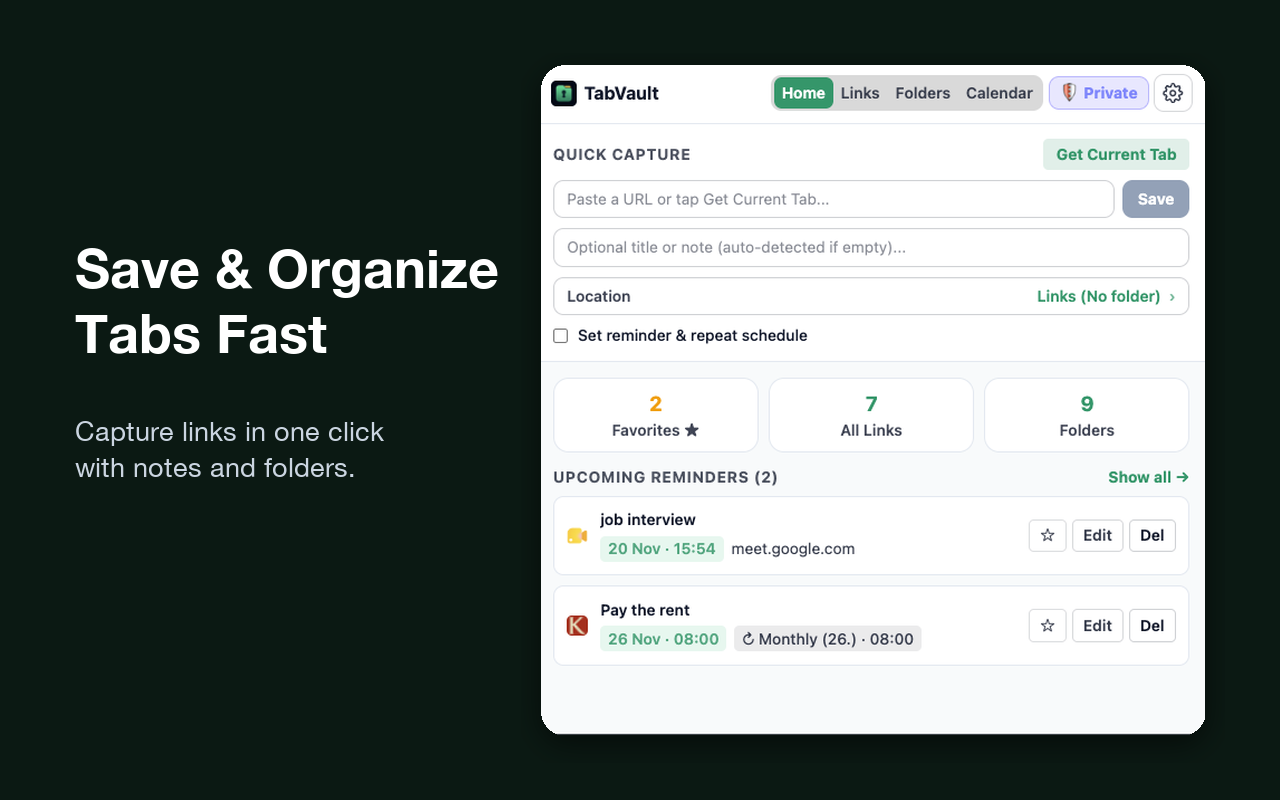 Save & Organize
Tabs Fast
Capture links in one click
with notes and folders.
TabVault
Home Links Folders Calendar Private
QUICK CAPTURE Get Current Tab
Paste a URL or tap Get Current Tab... Save
Optional title or note (auto-detected if empty)...
Location Links (No folder) ›
Set reminder & repeat schedule
2 7 9
Favorites ★ All Links Folders
UPCOMING REMINDERS (2) Show all →
job interview
20 Nov · 15:54 meet.google.com ☆ Edit Del
K
Pay the rent
26 Nov · 08:00 ↻ Monthly (26.) · 08:00 ☆ Edit Del